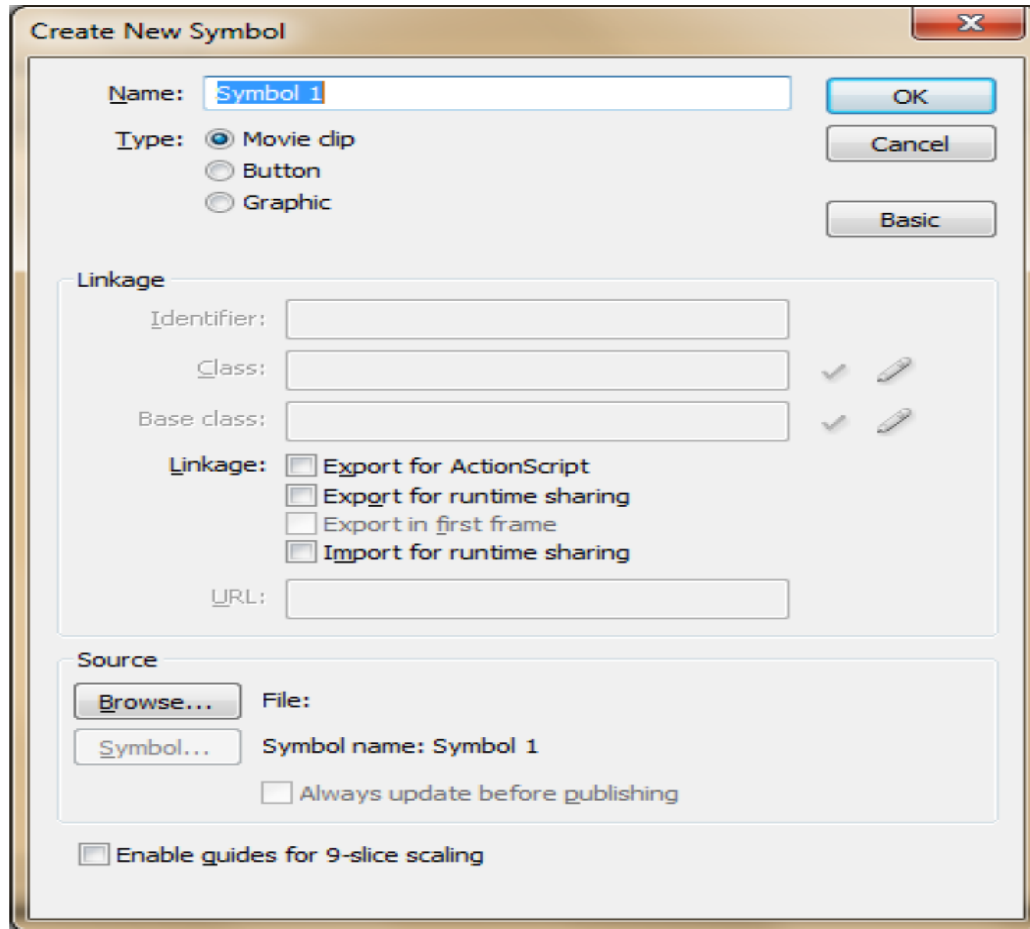 Create New Symbol
Name: Symbol 1
OK
Type: Movie clip
Cancel
Button
Graphic
Basic
Linkage
Identifier:
Class:
Base class:
Linkage: Export for ActionScript
Export for runtime sharing
Export in first frame
Import for runtime sharing
URL:
Source
Browse... File:
Symbol... Symbol name: Symbol 1
Always update before publishing
Enable guides for 9-slice scaling